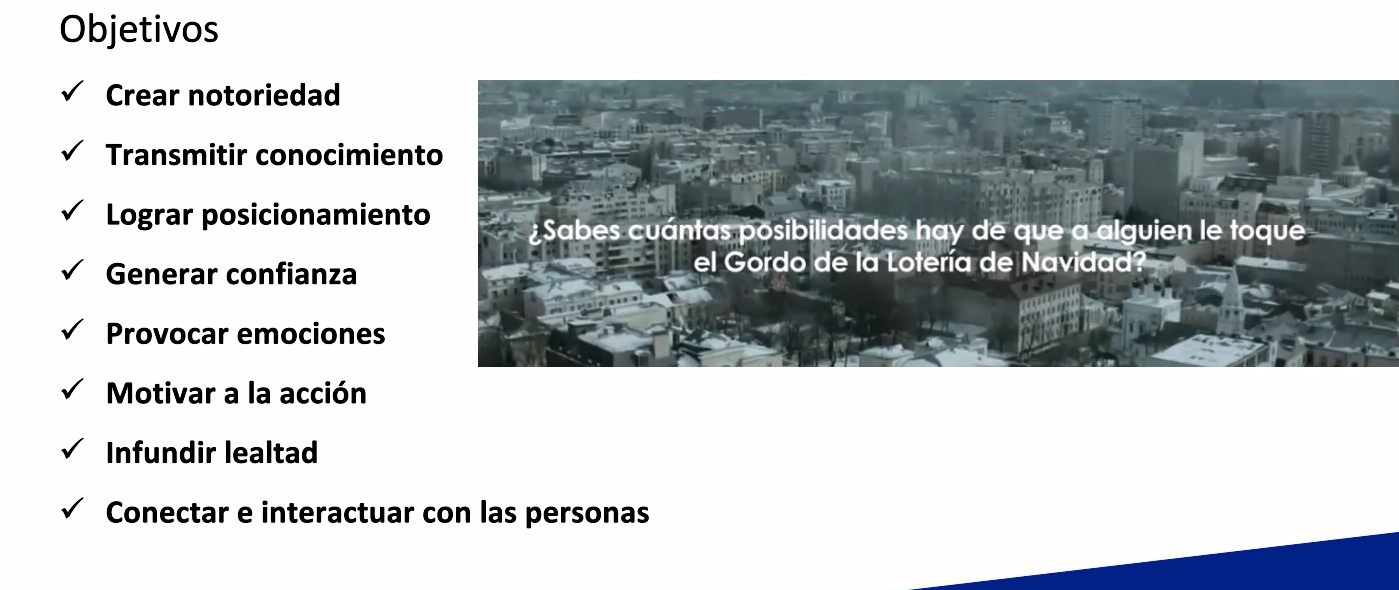 Objetivos
Crear notoriedad
Transmitir conocimiento
Lograr posicionamiento
Generar confianza
Provocar emociones
Motivar a la acción
Infundir lealtad
Conectar e interactuar con las personas
¿Sabes cuántas posibilidades hay de que a alguien le toque
el Gordo de la Lotería de Navidad?